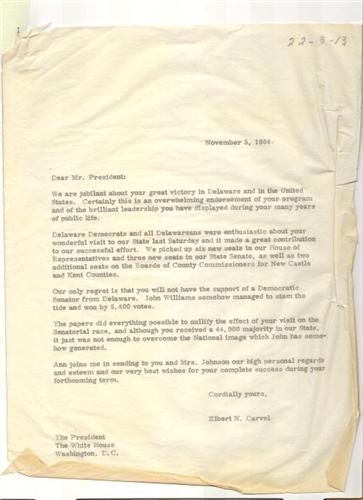 22-3-13
November 5, 1964
Dear Mr. President:
We are jubilant about your great victory in Delaware and in the United
States. Certainly this is an overwhelming endorsement of your program
and of the brilliant leadership you have displayed during your many years
of public life.
Delaware Democrats and all Delawareans were enthusiastic about your
wonderful visit to our State last Saturday and it made a great contribution
to our successful effort. We picked up six new seats in our House of
Representatives and three new seats in our State Senate, as well as two
additional seats on the Boards of County Commissioners for New Castle
and Kent Counties.
Our only regret is that you will not have the support of a Democratic
Senator from Delaware. John Williams somehow managed to stem the
tide and won by 6,400 votes.
The papers did everything possible to nullify the effect of your visit on the
Senatorial race, and although you received a 44,000 majority in our State,
it just was not enough to overcome the National image which John has some-
how generated.
Ann joins me in sending to you and Mrs. Johnson our high personal regards
and esteem and our very best wishes for your complete success during your
forthcoming term.
Cordially yours,
Elbert N. Carvel
The President
The White House
Washington, D. C.